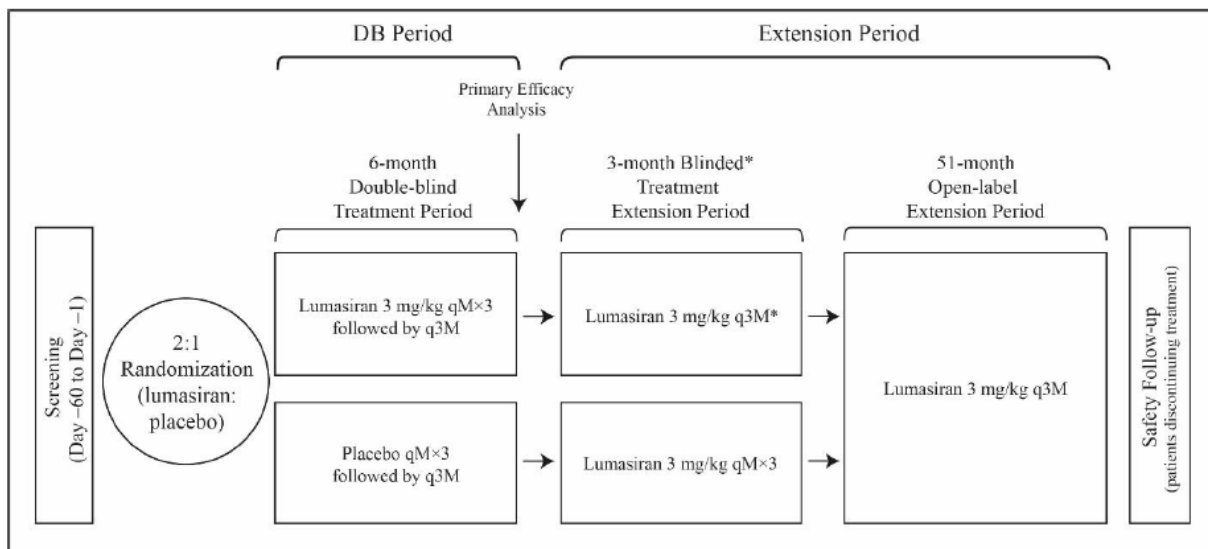 DB Period
Extension Period
Primary Efficacy
Analysis
6-month
Double-blind
Treatment Period
3-month Blinded*
Treatment
Extension Period
51-month
Open-label
Extension Period
Screening
(Day –60 to Day –1)
2:1
Randomization
(lumasiran:
placebo)
Lumasiran 3 mg/kg qM×3
followed by q3M
Lumasiran 3 mg/kg q3M*
Placebo qM×3
followed by q3M
Lumasiran 3 mg/kg qM×3
Lumasiran 3 mg/kg q3M
Safety Follow-up
(patients discontinuing treatment)